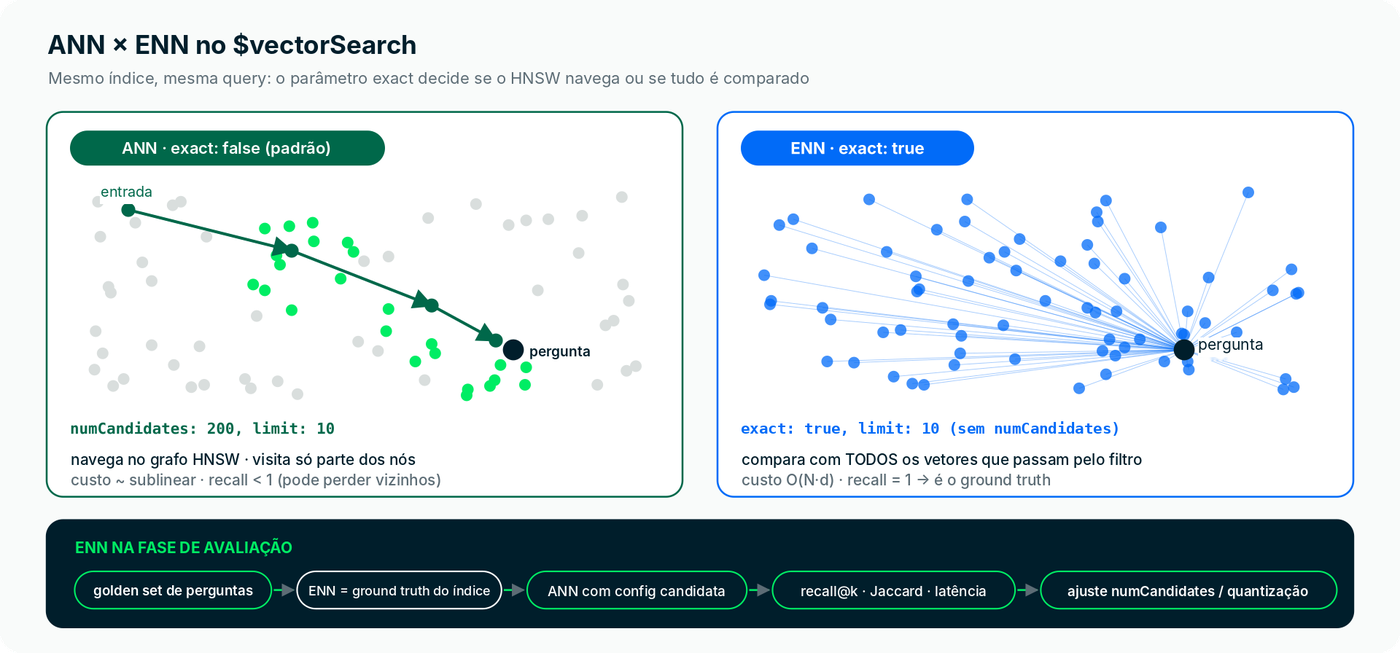 ANN × ENN no $vectorSearch
Mesmo índice, mesma query: o parâmetro exact decide se o HNSW navega ou se tudo é comparado
ANN · exact: false (padrão)
entrada
pergunta
numCandidates: 200, limit: 10
navega no grafo HNSW · visita só parte dos nós
custo ~ sublinear · recall < 1 (pode perder vizinhos)
ENN · exact: true
pergunta
exact: true, limit: 10 (sem numCandidates)
compara com TODOS os vetores que passam pelo filtro
custo O(N·d) · recall = 1 → é o ground truth
ENN NA FASE DE AVALIAÇÃO
golden set de perguntas
ENN = ground truth do índice
ANN com config candidata
recall@k · Jaccard · latência
ajuste numCandidates / quantização